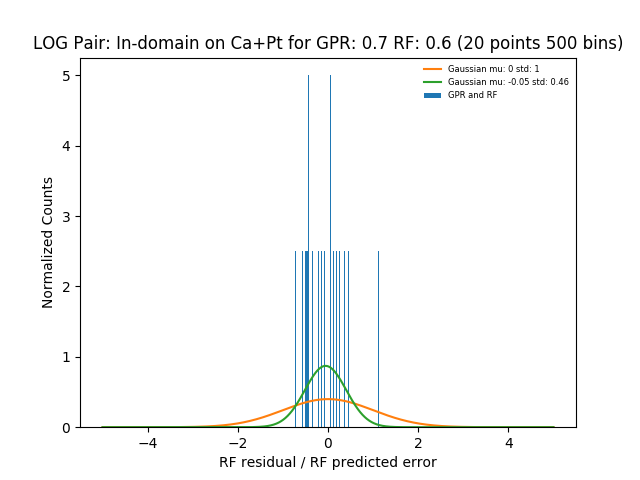 LOG Pair: In-domain on Ca+Pt for GPR: 0.7 RF: 0.6 (20 points 500 bins)
Gaussian mu: 0 std: 1
Gaussian mu: -0.05 std: 0.46
GPR and RF
Normalized Counts
5
4
3
2
1
0
−4 −2 0 2 4
RF residual / RF predicted error